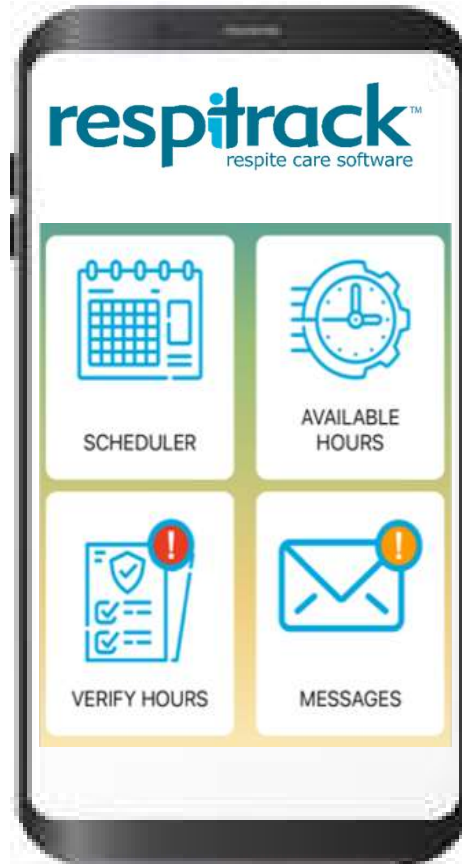 respitrack™
respite care software
SCHEDULER
AVAILABLE
HOURS
!
!
VERIFY HOURS
MESSAGES